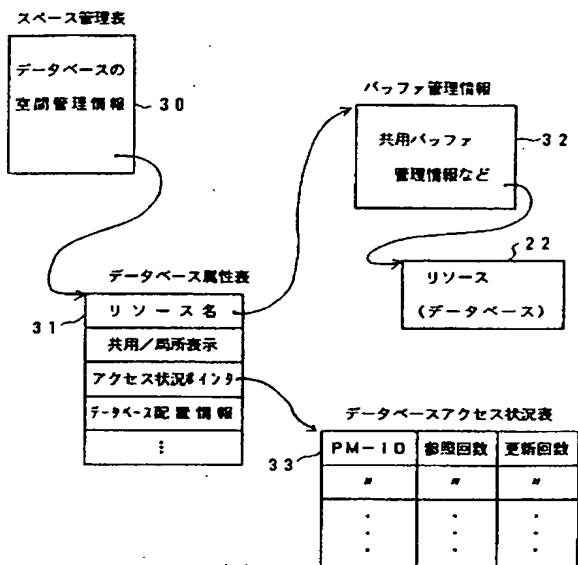 スペース管理表
データベースの
空間管理情報
30
バッファ管理情報
共用バッファ
管理情報など
32
22
リソース
(データベース)
データベース属性表
31
リソース名
共用/局所表示
アクセス状況ポインタ
データベース配置情報
⋮
データベースアクセス状況表
33
PM-ID 参照回数 更新回数
〃 〃 〃
⋮ ⋮ ⋮